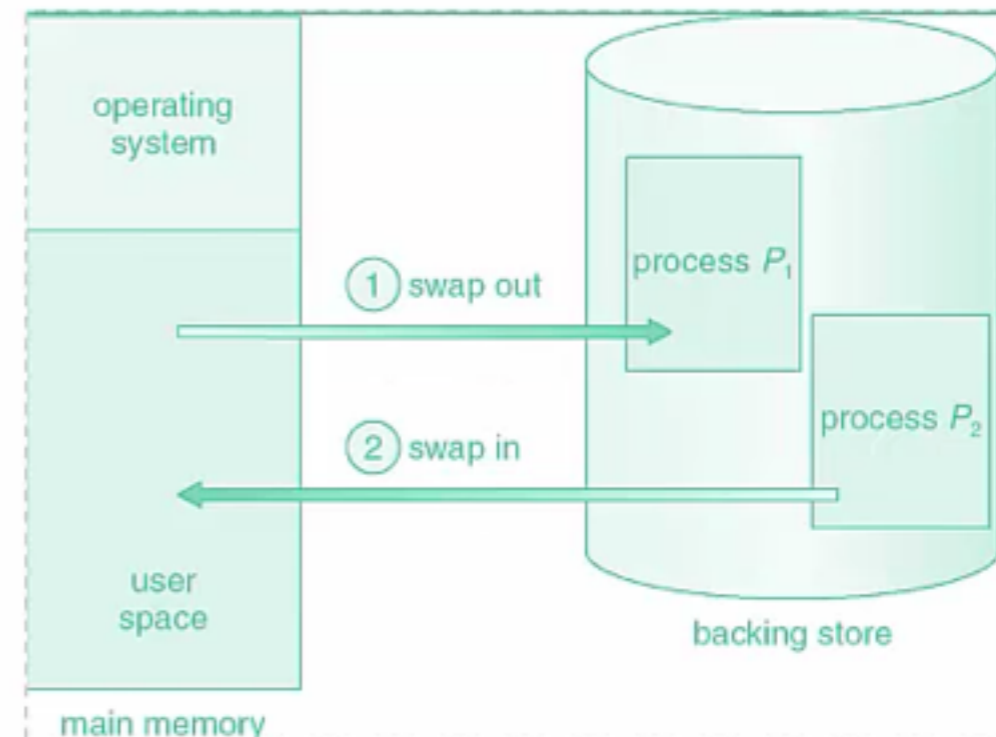 operating
system
① swap out
process P₁
② swap in
process P₂
user
space
backing store
main memory